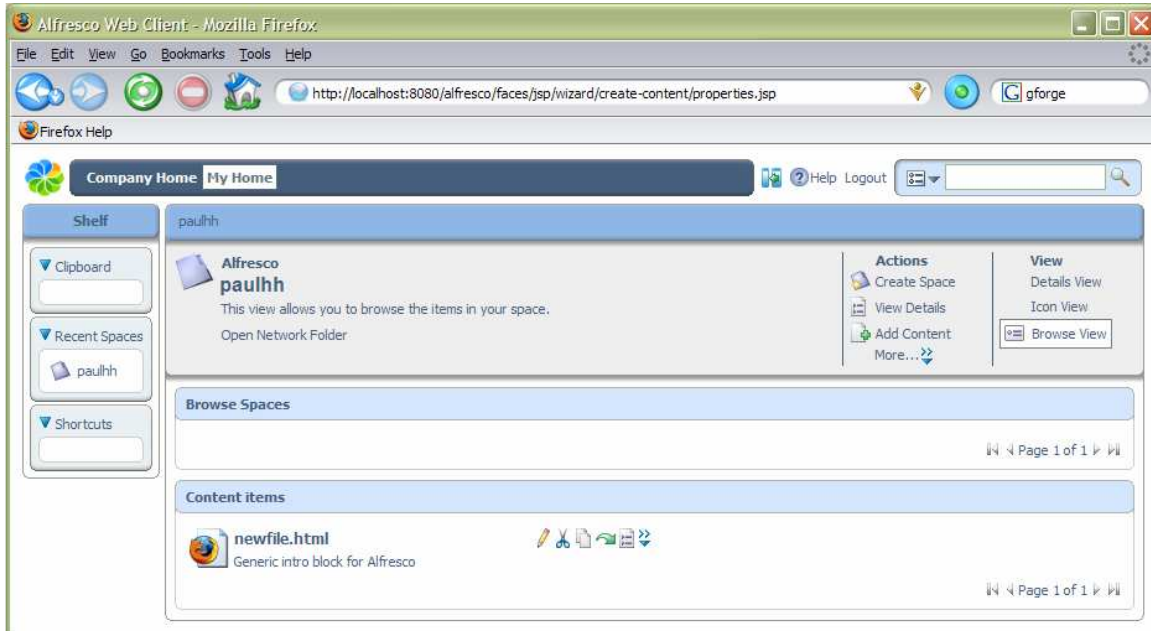 Alfresco Web Client - Mozilla Firefox
File Edit View Go Bookmarks Tools Help
http://localhost:8080/alfresco/faces/jsp/wizard/create-content/properties.jsp
G gforge
Firefox Help
Company Home My Home
Help Logout
Shelf
Clipboard
Recent Spaces
paulhh
Shortcuts
paulhh
Alfresco
paulhh
This view allows you to browse the items in your space.
Open Network Folder
Actions
Create Space
View Details
Add Content
More...
View
Details View
Icon View
Browse View
Browse Spaces
Page 1 of 1
Content items
newfile.html
Generic intro block for Alfresco
Page 1 of 1